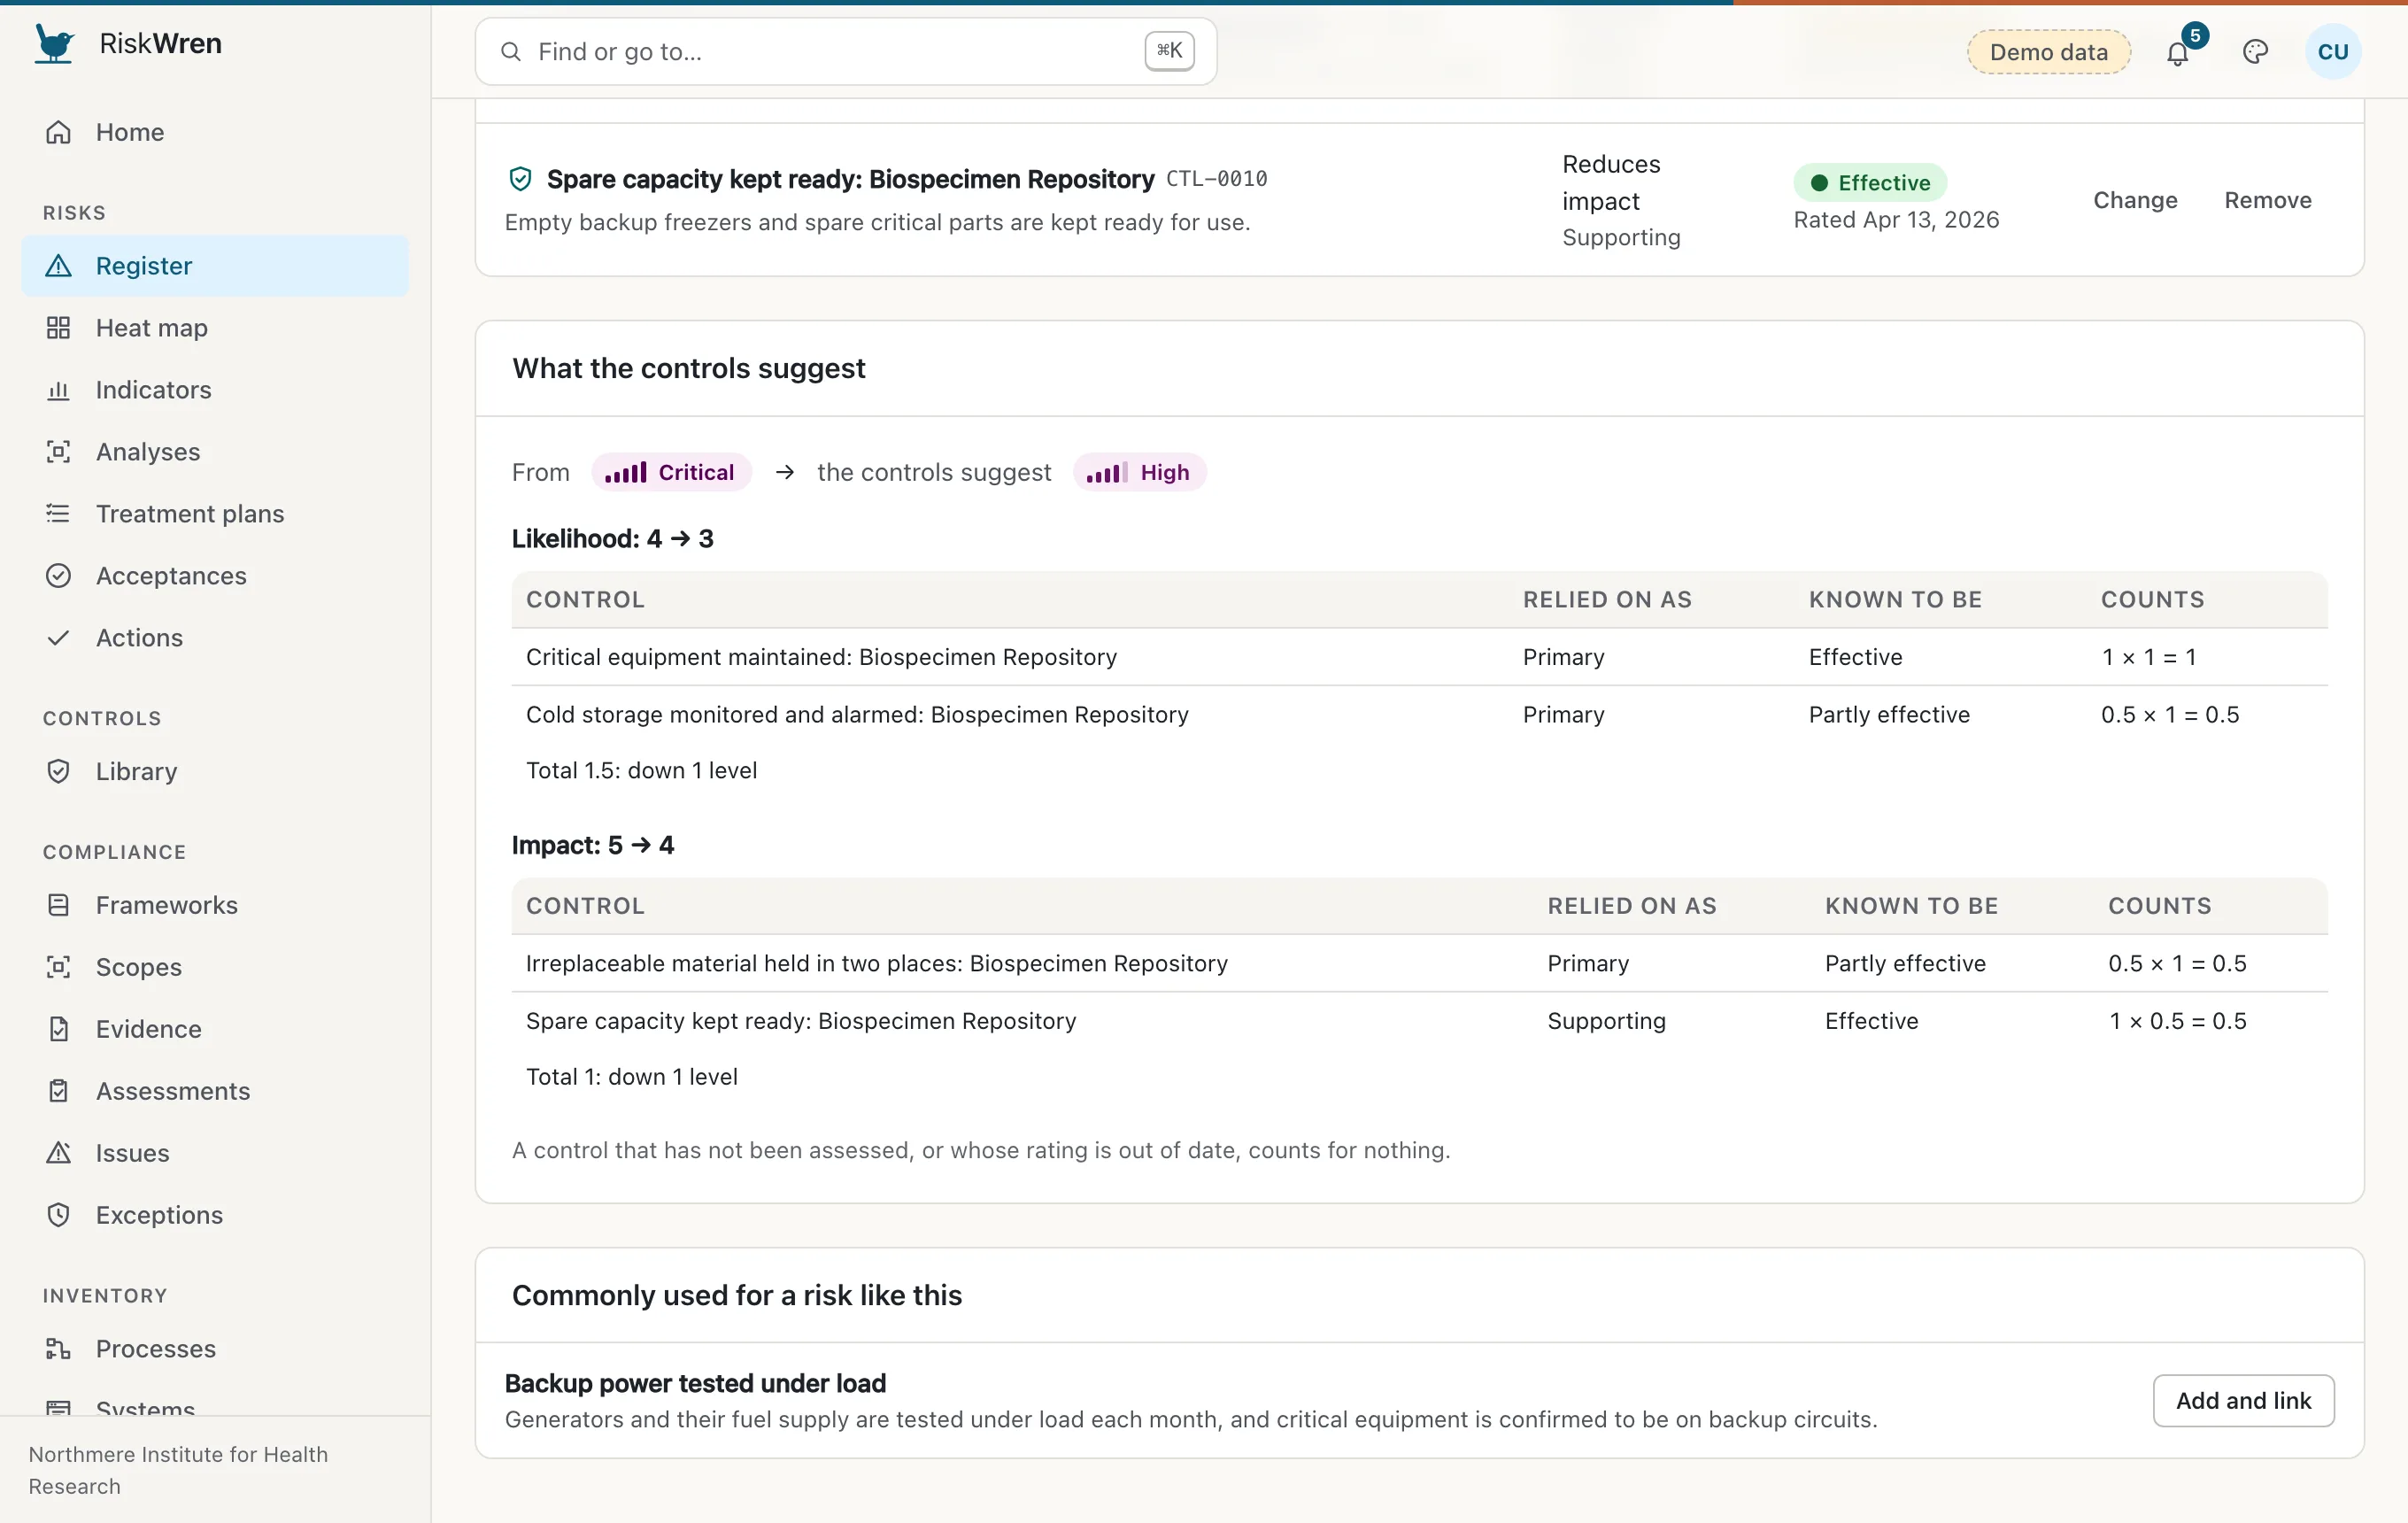 RiskWren
Find or go to...
⌘K
Demo data
5
CU
Home
RISKS
Register
Heat map
Indicators
Analyses
Treatment plans
Acceptances
Actions
CONTROLS
Library
COMPLIANCE
Frameworks
Scopes
Evidence
Assessments
Issues
Exceptions
INVENTORY
Processes
Systems
Northmere Institute for Health
Research
Spare capacity kept ready: Biospecimen Repository CTL-0010
Empty backup freezers and spare critical parts are kept ready for use.
Reduces
impact
Supporting
Effective
Rated Apr 13, 2026
Change
Remove
What the controls suggest
From Critical → the controls suggest High
Likelihood: 4 → 3
CONTROL RELIED ON AS KNOWN TO BE COUNTS
Critical equipment maintained: Biospecimen Repository Primary Effective 1 × 1 = 1
Cold storage monitored and alarmed: Biospecimen Repository Primary Partly effective 0.5 × 1 = 0.5
Total 1.5: down 1 level
Impact: 5 → 4
CONTROL RELIED ON AS KNOWN TO BE COUNTS
Irreplaceable material held in two places: Biospecimen Repository Primary Partly effective 0.5 × 1 = 0.5
Spare capacity kept ready: Biospecimen Repository Supporting Effective 1 × 0.5 = 0.5
Total 1: down 1 level
A control that has not been assessed, or whose rating is out of date, counts for nothing.
Commonly used for a risk like this
Backup power tested under load
Generators and their fuel supply are tested under load each month, and critical equipment is confirmed to be on backup circuits.
Add and link